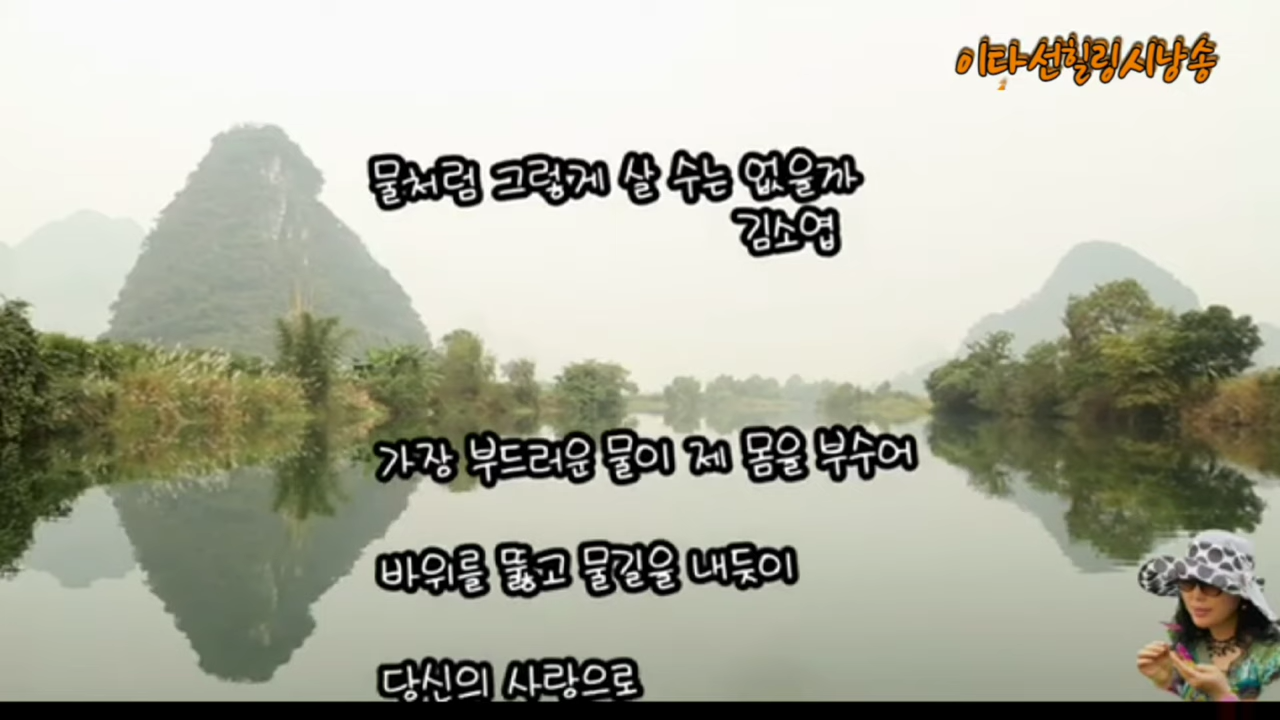 이다선힐링시낭송
물처럼 그렇게 살 수는 없을까
김소엽
가장 부드러운 물이 제 몸을 부수어
바위를 뚫고 물길을 내듯이
당신의 사랑으로